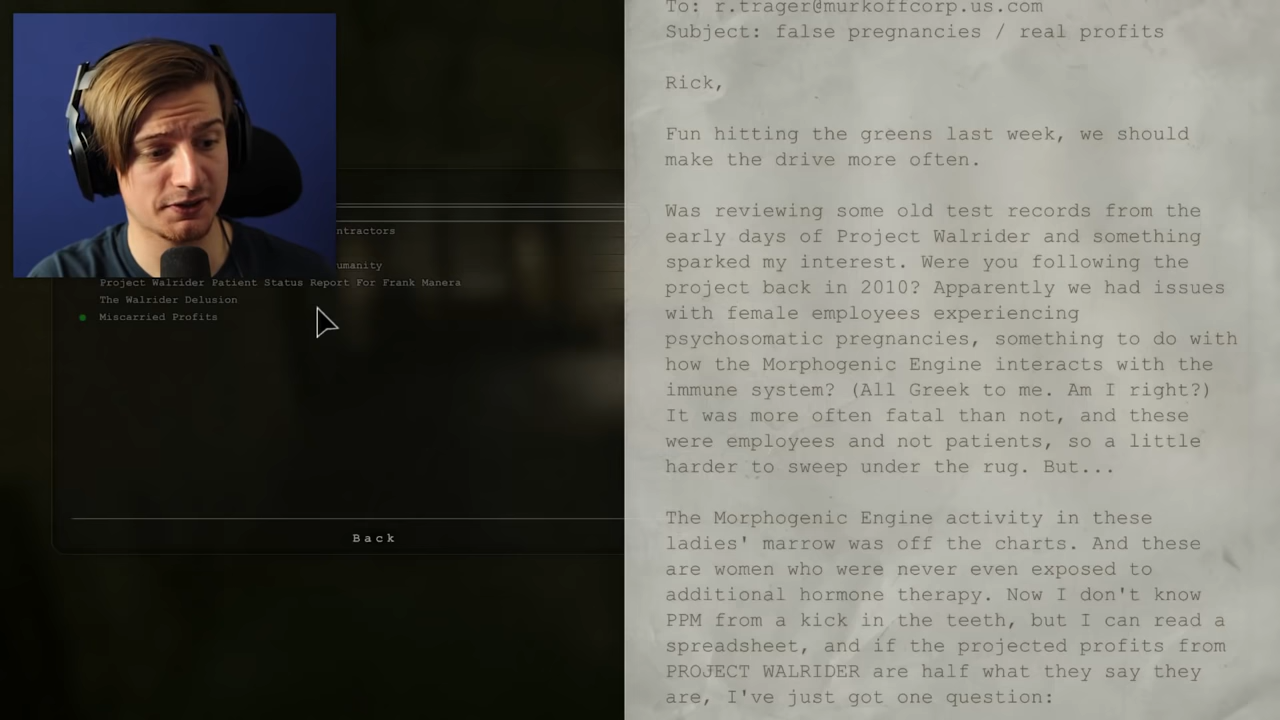 ntractors
umanity
Project Walrider Patient Status Report For Frank Manera
The Walrider Delusion
Miscarried Profits
Back
To: r.trager@murkoffcorp.us.com
Subject: false pregnancies / real profits
Rick,
Fun hitting the greens last week, we should
make the drive more often.
Was reviewing some old test records from the
early days of Project Walrider and something
sparked my interest. Were you following the
project back in 2010? Apparently we had issues
with female employees experiencing
psychosomatic pregnancies, something to do with
how the Morphogenic Engine interacts with the
immune system? (All Greek to me. Am I right?)
It was more often fatal than not, and these
were employees and not patients, so a little
harder to sweep under the rug. But...
The Morphogenic Engine activity in these
ladies' marrow was off the charts. And these
are women who were never even exposed to
additional hormone therapy. Now I don't know
PPM from a kick in the teeth, but I can read a
spreadsheet, and if the projected profits from
PROJECT WALRIDER are half what they say they
are, I've just got one question: